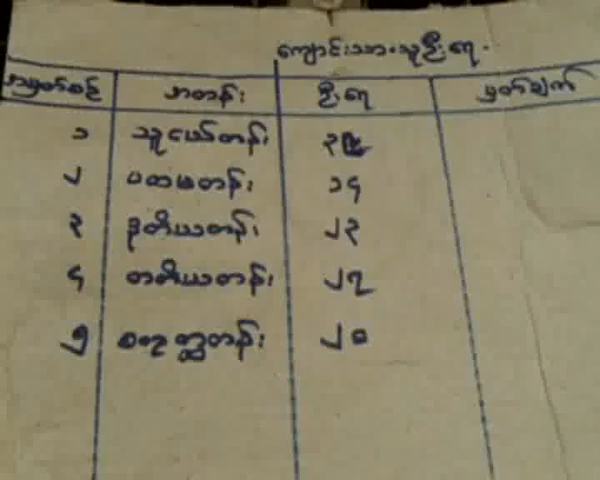 ကျောင်းသား၊သူဦးရေ
အမှတ်စဉ် အတန်း ဦးရေ မှတ်ချက်
၁ သူငယ်တန်း
၂ ပထမတန်း ၁၄
၃ ဒုတိယတန်း ၂၃
၄ တတိယတန်း ၂၇
၅ စတုတ္ထတန်း ၂၀